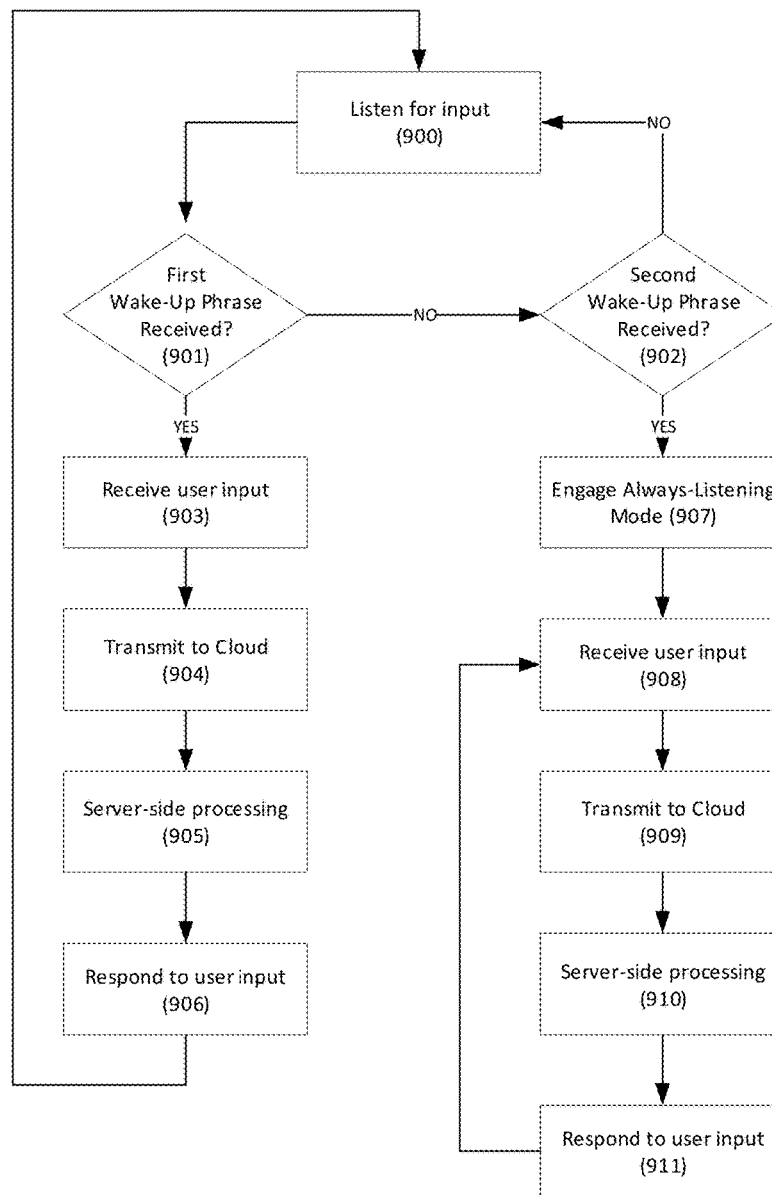 Listen for input
(900)
NO
First
Wake-Up Phrase
Received?
(901)
NO
Second
Wake-Up Phrase
Received?
(902)
YES
YES
Receive user input
(903)
Engage Always-Listening
Mode (907)
Transmit to Cloud
(904)
Receive user input
(908)
Server-side processing
(905)
Transmit to Cloud
(909)
Respond to user input
(906)
Server-side processing
(910)
Respond to user input
(911)